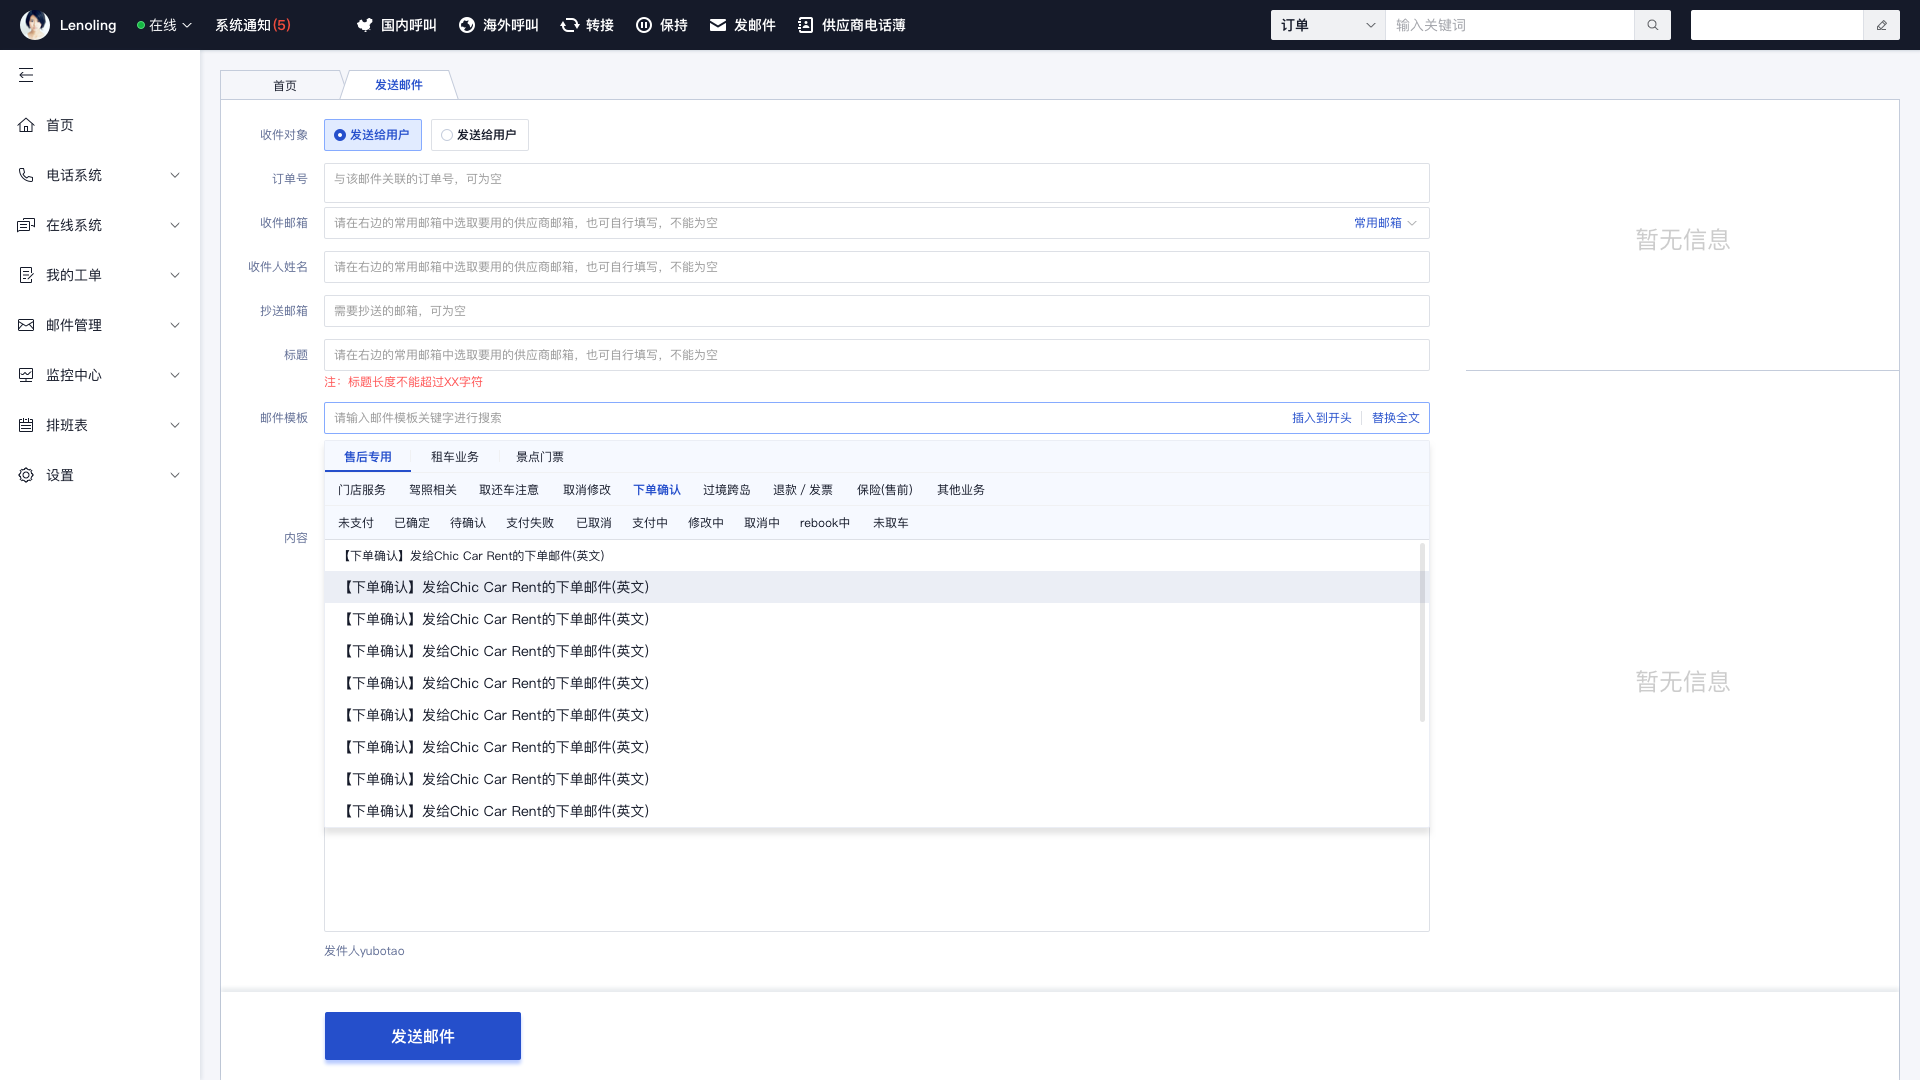 Lenoling 在线 系统通知(5) 国内呼叫 海外呼叫 转接 保持 发邮件 供应商电话薄 订单 输入关键词
首页
电话系统
在线系统
我的工单
邮件管理
监控中心
排班表
设置
首页 发送邮件
收件对象 发送给用户 发送给用户
订单号 与该邮件关联的订单号，可为空
收件邮箱 请在右边的常用邮箱中选取要用的供应商邮箱，也可自行填写，不能为空 常用邮箱
收件人姓名 请在右边的常用邮箱中选取要用的供应商邮箱，也可自行填写，不能为空
抄送邮箱 需要抄送的邮箱，可为空
标题 请在右边的常用邮箱中选取要用的供应商邮箱，也可自行填写，不能为空
注：标题长度不能超过XX字符
邮件模板 请输入邮件模板关键字进行搜索 插入到开头 替换全文
售后专用 租车业务 景点门票
门店服务 驾照相关 取还车注意 取消修改 下单确认 过境跨岛 退款 / 发票 保险(售前) 其他业务
未支付 已确定 待确认 支付失败 已取消 支付中 修改中 取消中 rebook中 未取车
内容
【下单确认】发给Chic Car Rent的下单邮件(英文)
【下单确认】发给Chic Car Rent的下单邮件(英文)
【下单确认】发给Chic Car Rent的下单邮件(英文)
【下单确认】发给Chic Car Rent的下单邮件(英文)
【下单确认】发给Chic Car Rent的下单邮件(英文)
【下单确认】发给Chic Car Rent的下单邮件(英文)
【下单确认】发给Chic Car Rent的下单邮件(英文)
【下单确认】发给Chic Car Rent的下单邮件(英文)
【下单确认】发给Chic Car Rent的下单邮件(英文)
发件人yubotao
发送邮件
暂无信息
暂无信息